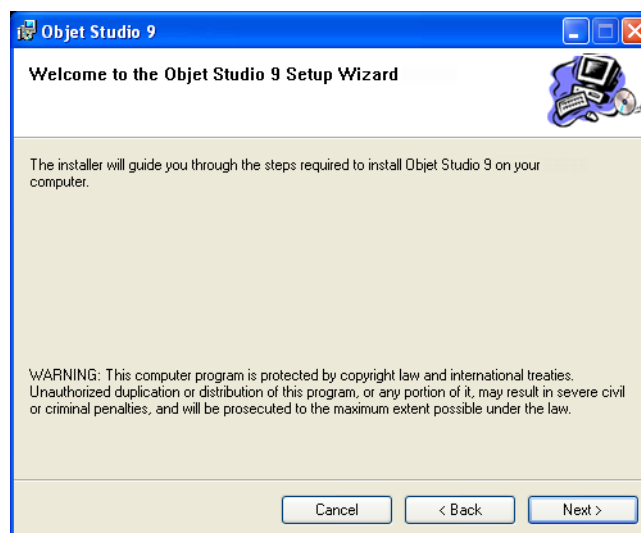 Objet Studio 9
Welcome to the Objet Studio 9 Setup Wizard
The installer will guide you through the steps required to install Objet Studio 9 on your
computer.
WARNING: This computer program is protected by copyright law and international treaties.
Unauthorized duplication or distribution of this program, or any portion of it, may result in severe civil
or criminal penalties, and will be prosecuted to the maximum extent possible under the law.
Cancel
< Back
Next >